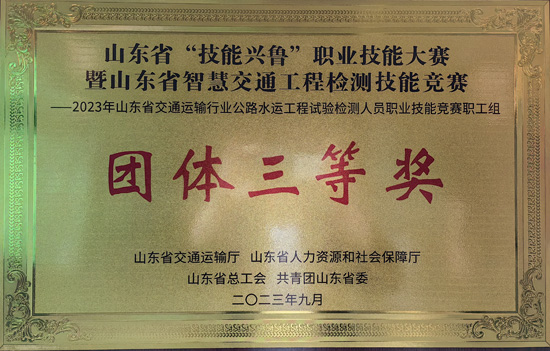 山东省“技能兴鲁”职业技能大赛
暨山东省智慧交通工程检测技能竞赛
——2023年山东省交通运输行业公路水运工程试验检测人员职业技能竞赛职工组
团体三等奖
山东省交通运输厅 山东省人力资源和社会保障厅
山东省总工会 共青团山东省委
二〇二三年九月